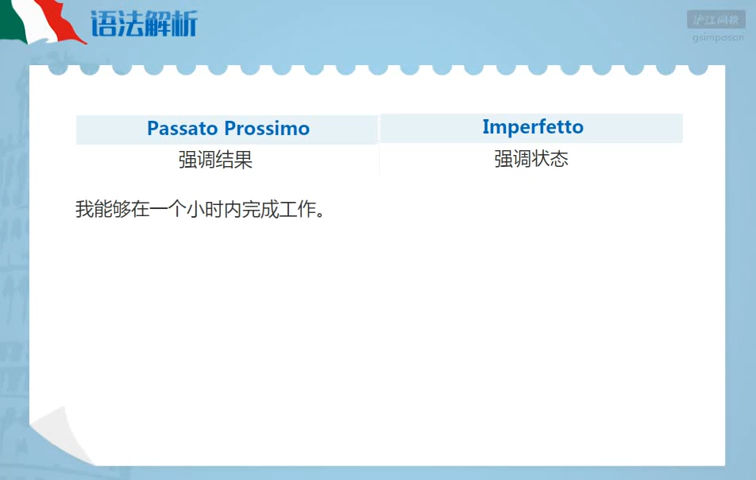 语法解析
沪江网校
gsimpason
Passato Prossimo
Imperfetto
强调结果
强调状态
我能够在一个小时内完成工作。